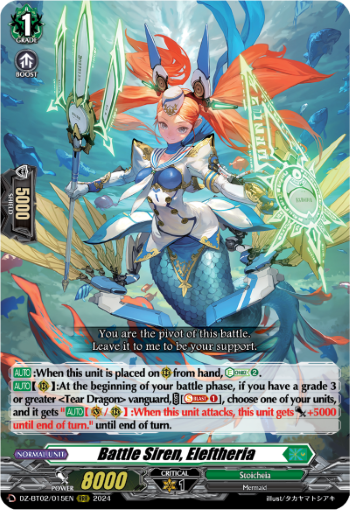 1
GRADE
BOOST
5000
SHIELD
You are the pivot of this battle.
Leave it to me to be your support.
AUTO:When this unit is placed on R from hand, ENERGY 2.
AUTO【R】:At the beginning of your battle phase, if you have a grade 3
or greater <Tear Dragon> vanguard, [SOUL BLAST 1], choose one of your units,
and it gets "AUTO【V/R】:When this unit attacks, this unit gets +5000
until end of turn." until end of turn.
NORMAL UNIT
Battle Siren, Eleftheria
POWER
8000
CRITICAL
1
Stoicheia
Mermaid
D-BT02/015EN RRR 2024
Illust/タカヤマトシアキ